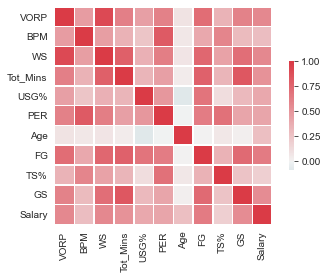 VORP
BPM
WS
Tot_Mins
USG%
PER
Age
FG
TS%
GS
Salary
1.00
0.75
0.50
0.25
0.00
VORP
BPM
WS
Tot_Mins
USG%
PER
Age
FG
TS%
GS
Salary